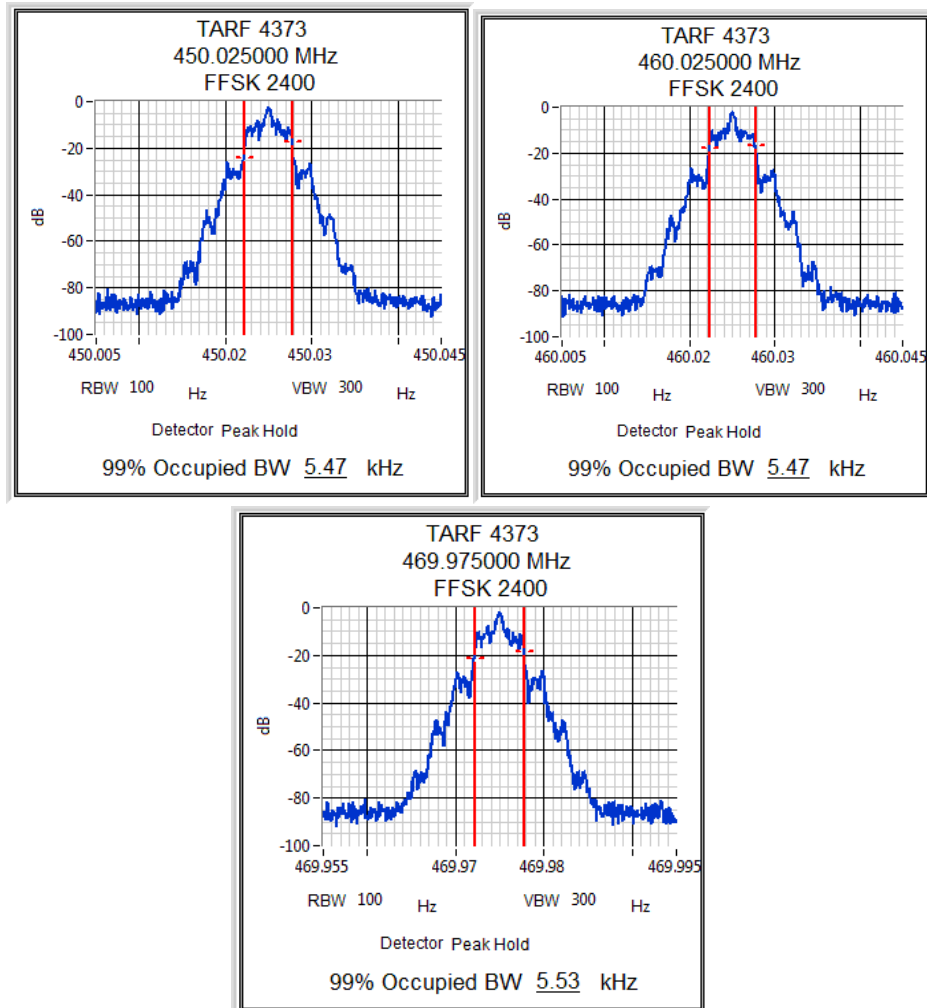 TARF 4373
450.025000 MHz
FFSK 2400
0
-20
-40
-60
-80
-100
dB
450.005 450.02 450.03 450.045
RBW 100 Hz VBW 300 Hz
Detector Peak Hold
99% Occupied BW 5.47 kHz
TARF 4373
460.025000 MHz
FFSK 2400
0
-20
-40
-60
-80
-100
dB
460.005 460.02 460.03 460.045
RBW 100 Hz VBW 300 Hz
Detector Peak Hold
99% Occupied BW 5.47 kHz
TARF 4373
469.975000 MHz
FFSK 2400
0
-20
-40
-60
-80
-100
dB
469.955 469.97 469.98 469.995
RBW 100 Hz VBW 300 Hz
Detector Peak Hold
99% Occupied BW 5.53 kHz